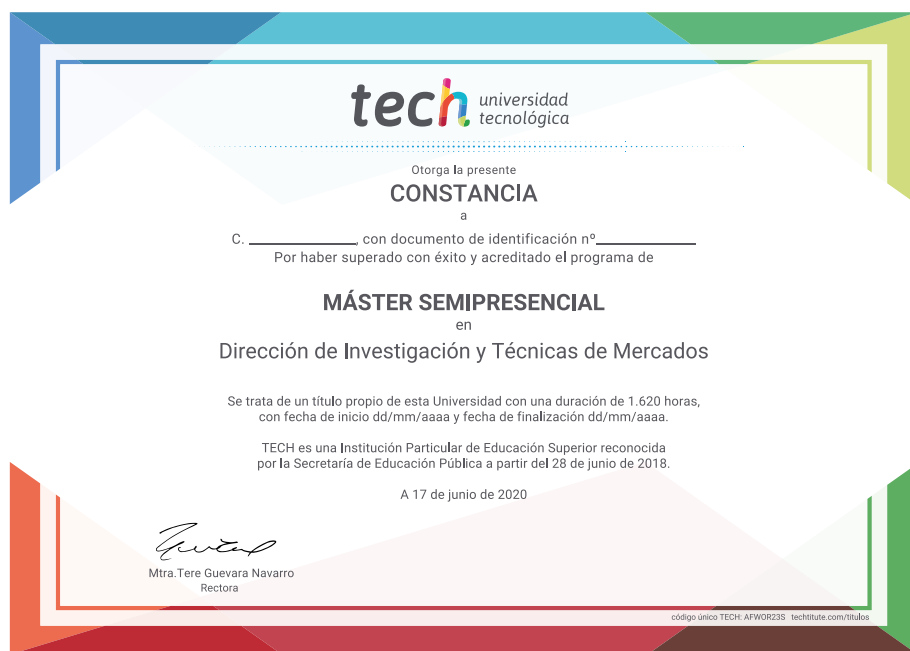 tech universidad
tecnológica
Otorga la presente
CONSTANCIA
a
C. ____________, con documento de identificación nº____________
Por haber superado con éxito y acreditado el programa de
MÁSTER SEMIPRESENCIAL
en
Dirección de Investigación y Técnicas de Mercados
Se trata de un título propio de esta Universidad con una duración de 1.620 horas,
con fecha de inicio dd/mm/aaaa y fecha de finalización dd/mm/aaaa.
TECH es una Institución Particular de Educación Superior reconocida
por la Secretaría de Educación Pública a partir del 28 de junio de 2018.
A 17 de junio de 2020
Mtra.Tere Guevara Navarro
Rectora
código único TECH: AFWOR23S techtitute.com/titulos